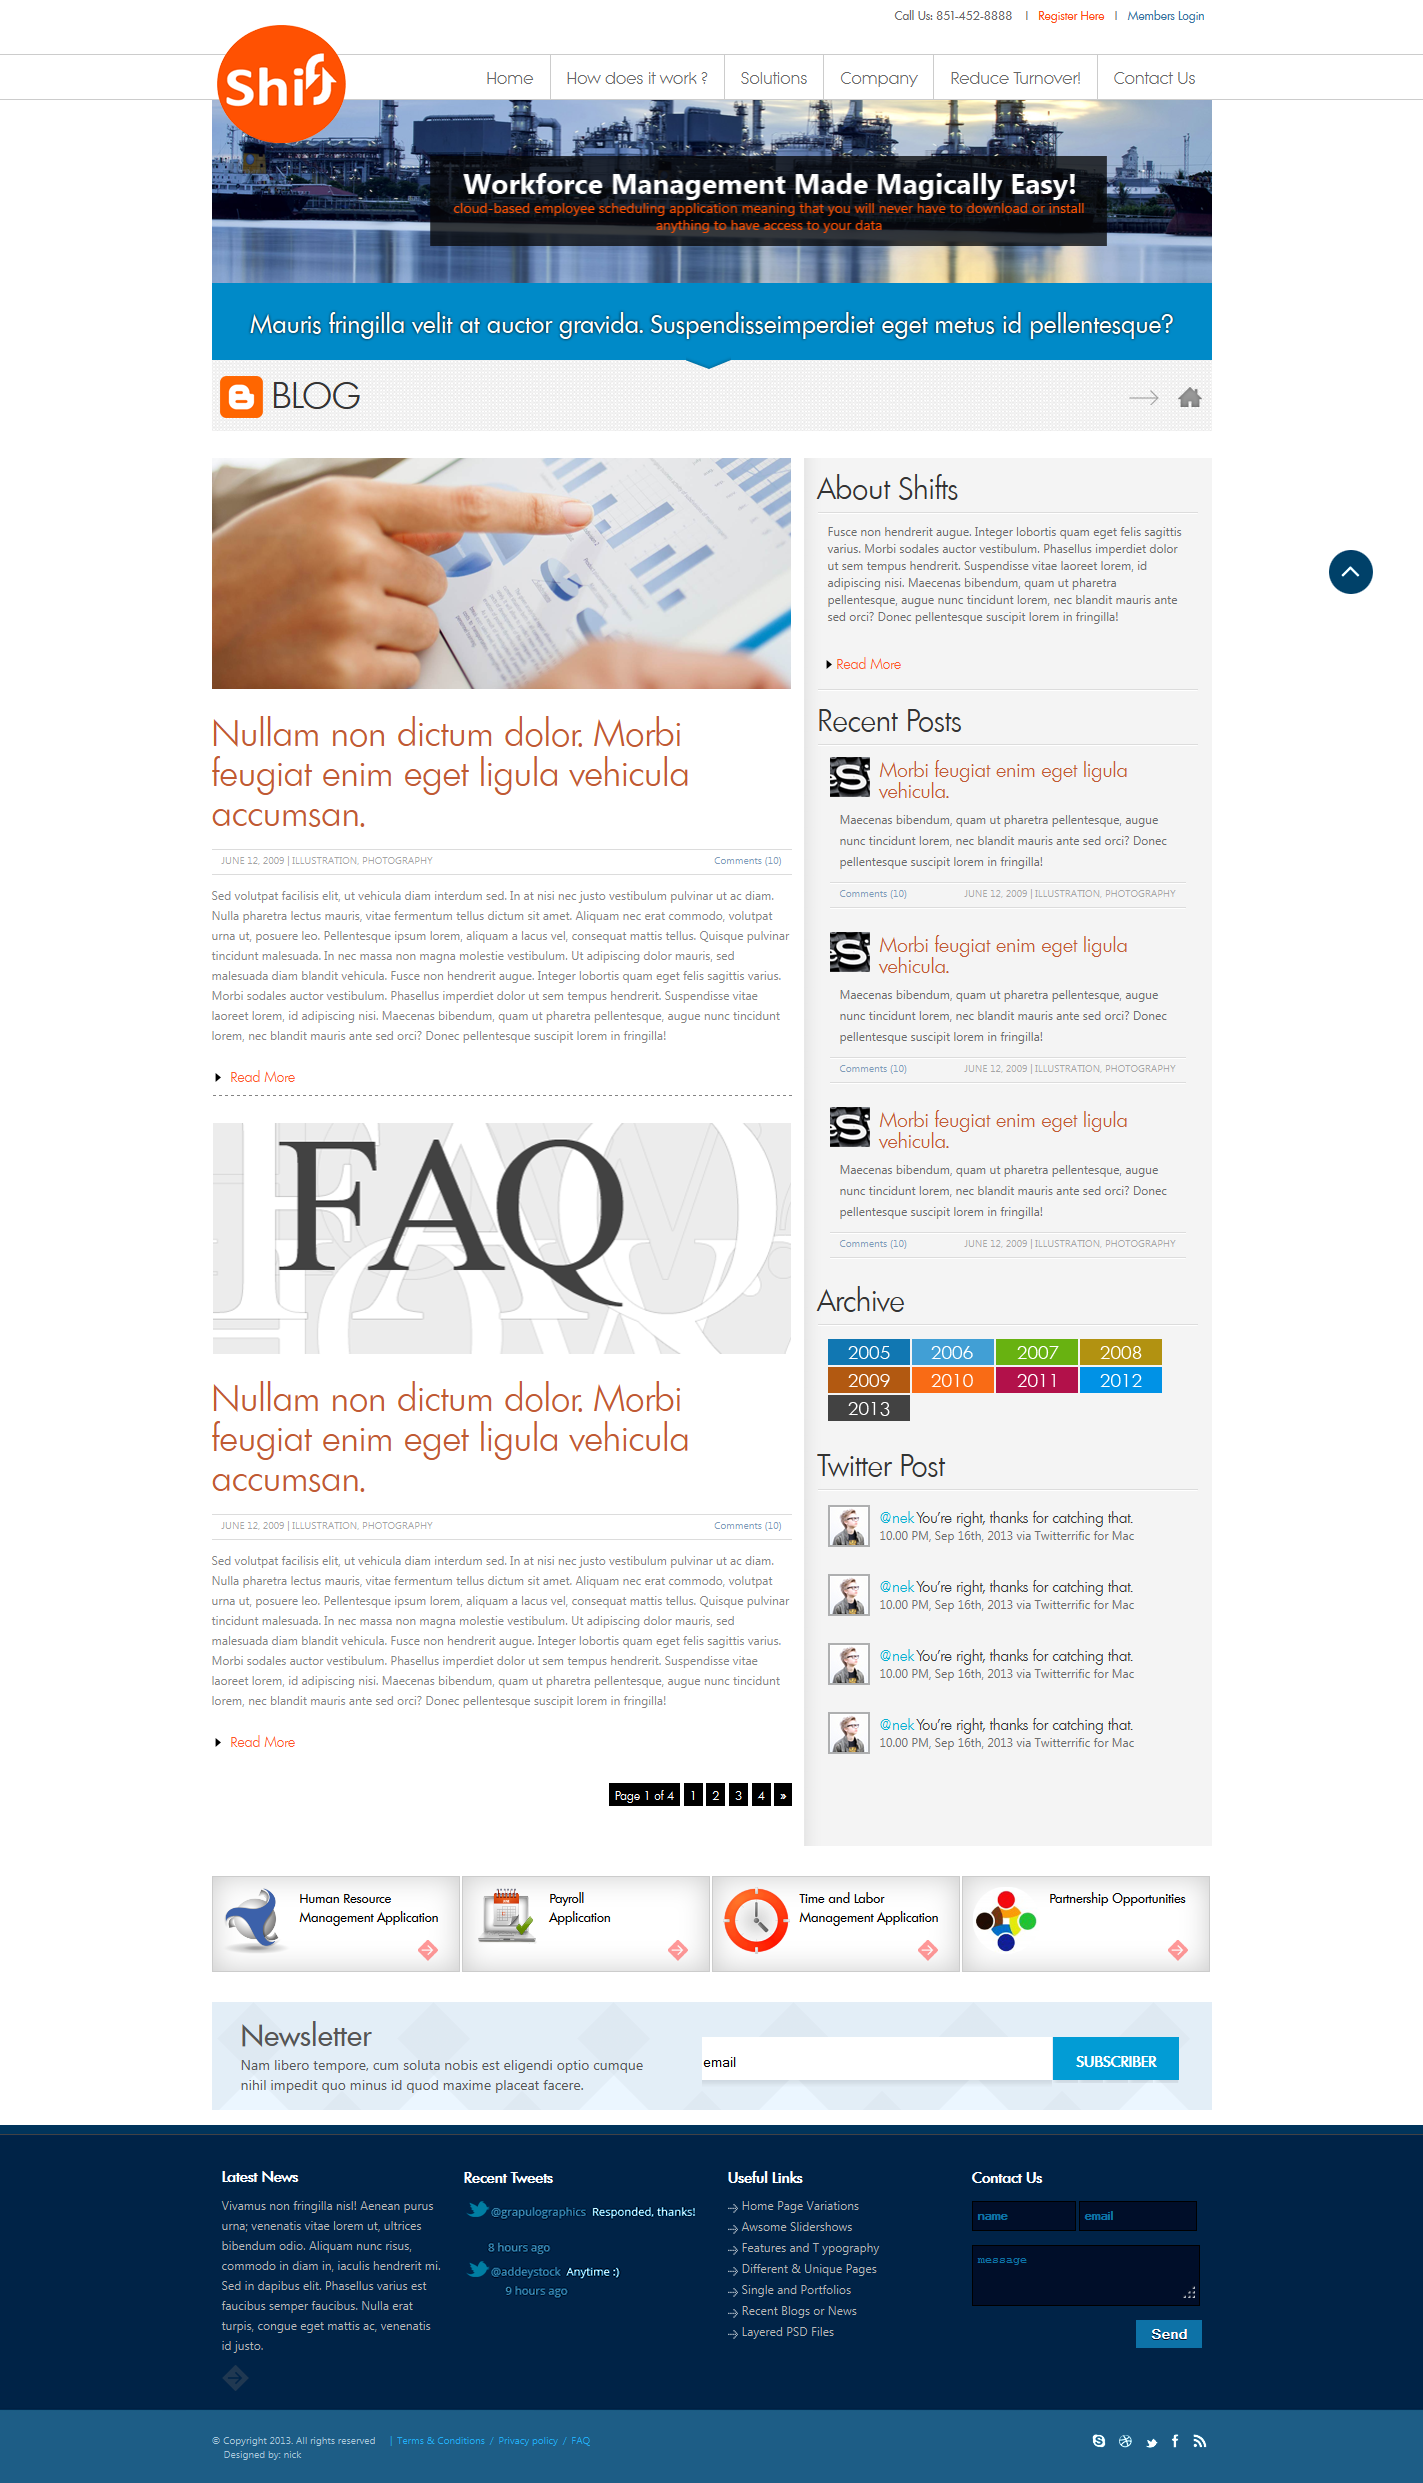 Call Us: 851-452-8888 | Register Here | Members Login
Shift
Home
How does it work ?
Solutions
Company
Reduce Turnover!
Contact Us
Workforce Management Made Magically Easy!
cloud-based employee scheduling application meaning that you will never have to download or install
anything to have access to your data
Mauris fringilla velit at auctor gravida. Suspendisseimperdiet eget metus id pellentesque?
BLOG
Nullam non dictum dolor. Morbi
feugiat enim eget ligula vehicula
accumsan.
JUNE 12, 2009 | ILLUSTRATION, PHOTOGRAPHY
Comments (10)
Sed volutpat facilisis elit, ut vehicula diam interdum sed. In at nisi nec justo vestibulum pulvinar ut ac diam.
Nulla pharetra lectus mauris, vitae fermentum tellus dictum sit amet. Aliquam nec erat commodo, volutpat
urna ut, posuere leo. Pellentesque ipsum lorem, aliquam a lacus vel, consequat mattis tellus. Quisque pulvinar
tincidunt malesuada. In nec massa non magna molestie vestibulum. Ut adipiscing dolor mauris, sed
malesuada diam blandit vehicula. Fusce non hendrerit augue. Integer lobortis quam eget felis sagittis varius.
Morbi sodales auctor vestibulum. Phasellus imperdiet dolor ut sem tempus hendrerit. Suspendisse vitae
laoreet lorem, id adipiscing nisi. Maecenas bibendum, quam ut pharetra pellentesque, augue nunc tincidunt
lorem, nec blandit mauris ante sed orci? Donec pellentesque suscipit lorem in fringilla!
Read More
FAQ
Nullam non dictum dolor. Morbi
feugiat enim eget ligula vehicula
accumsan.
JUNE 12, 2009 | ILLUSTRATION, PHOTOGRAPHY
Comments (10)
Sed volutpat facilisis elit, ut vehicula diam interdum sed. In at nisi nec justo vestibulum pulvinar ut ac diam.
Nulla pharetra lectus mauris, vitae fermentum tellus dictum sit amet. Aliquam nec erat commodo, volutpat
urna ut, posuere leo. Pellentesque ipsum lorem, aliquam a lacus vel, consequat mattis tellus. Quisque pulvinar
tincidunt malesuada. In nec massa non magna molestie vestibulum. Ut adipiscing dolor mauris, sed
malesuada diam blandit vehicula. Fusce non hendrerit augue. Integer lobortis quam eget felis sagittis varius.
Morbi sodales auctor vestibulum. Phasellus imperdiet dolor ut sem tempus hendrerit. Suspendisse vitae
laoreet lorem, id adipiscing nisi. Maecenas bibendum, quam ut pharetra pellentesque, augue nunc tincidunt
lorem, nec blandit mauris ante sed orci? Donec pellentesque suscipit lorem in fringilla!
Read More
Page 1 of 4 1 2 3 4 »
About Shifts
Fusce non hendrerit augue. Integer lobortis quam eget felis sagittis
varius. Morbi sodales auctor vestibulum. Phasellus imperdiet dolor
ut sem tempus hendrerit. Suspendisse vitae laoreet lorem, id
adipiscing nisi. Maecenas bibendum, quam ut pharetra
pellentesque, augue nunc tincidunt lorem, nec blandit mauris ante
sed orci? Donec pellentesque suscipit lorem in fringilla!
Read More
Recent Posts
Morbi feugiat enim eget ligula
vehicula.
Maecenas bibendum, quam ut pharetra pellentesque, augue
nunc tincidunt lorem, nec blandit mauris ante sed orci? Donec
pellentesque suscipit lorem in fringilla!
Comments (10)
JUNE 12, 2009 | ILLUSTRATION, PHOTOGRAPHY
Morbi feugiat enim eget ligula
vehicula.
Maecenas bibendum, quam ut pharetra pellentesque, augue
nunc tincidunt lorem, nec blandit mauris ante sed orci? Donec
pellentesque suscipit lorem in fringilla!
Comments (10)
JUNE 12, 2009 | ILLUSTRATION, PHOTOGRAPHY
Morbi feugiat enim eget ligula
vehicula.
Maecenas bibendum, quam ut pharetra pellentesque, augue
nunc tincidunt lorem, nec blandit mauris ante sed orci? Donec
pellentesque suscipit lorem in fringilla!
Comments (10)
JUNE 12, 2009 | ILLUSTRATION, PHOTOGRAPHY
Archive
2005 2006 2007 2008
2009 2010 2011 2012
2013
Twitter Post
@nek You're right, thanks for catching that.
10.00 PM, Sep 16th, 2013 via Twitterrific for Mac
@nek You're right, thanks for catching that.
10.00 PM, Sep 16th, 2013 via Twitterrific for Mac
@nek You're right, thanks for catching that.
10.00 PM, Sep 16th, 2013 via Twitterrific for Mac
@nek You're right, thanks for catching that.
10.00 PM, Sep 16th, 2013 via Twitterrific for Mac
Human Resource
Management Application
Payroll
Application
Time and Labor
Management Application
Partnership Opportunities
Newsletter
Nam libero tempore, cum soluta nobis est eligendi optio cumque
nihil impedit quo minus id quod maxime placeat facere.
email
SUBSCRIBER
Latest News
Vivamus non fringilla nisl! Aenean purus
urna; venenatis vitae lorem ut, ultrices
bibendum odio. Aliquam nunc risus,
commodo in diam in, iaculis hendrerit mi.
Sed in dapibus elit. Phasellus varius est
faucibus semper faucibus. Nulla erat
turpis, congue eget mattis ac, venenatis
id justo.
Recent Tweets
@grapulographics Responded, thanks!
8 hours ago
@addeystock Anytime :)
9 hours ago
Useful Links
Home Page Variations
Awsome Slidershows
Features and T ypography
Different & Unique Pages
Single and Portfolios
Recent Blogs or News
Layered PSD Files
Contact Us
name
email
message
Send
© Copyright 2013. All rights reserved | Terms & Conditions / Privacy policy / FAQ
Designed by: nick